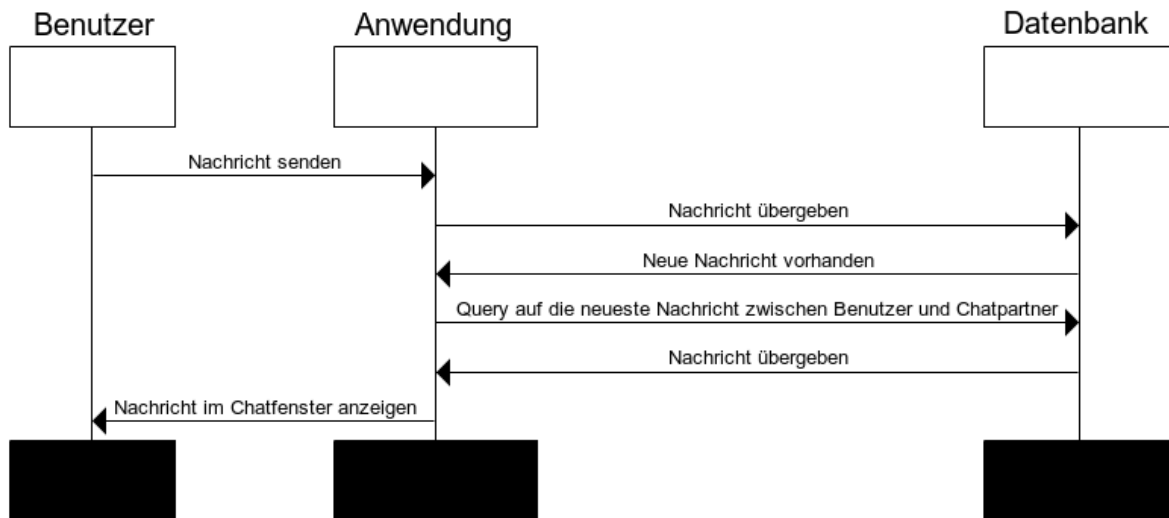 Benutzer
Anwendung
Datenbank
Nachricht senden
Nachricht übergeben
Neue Nachricht vorhanden
Query auf die neueste Nachricht zwischen Benutzer und Chatpartner
Nachricht übergeben
Nachricht im Chatfenster anzeigen